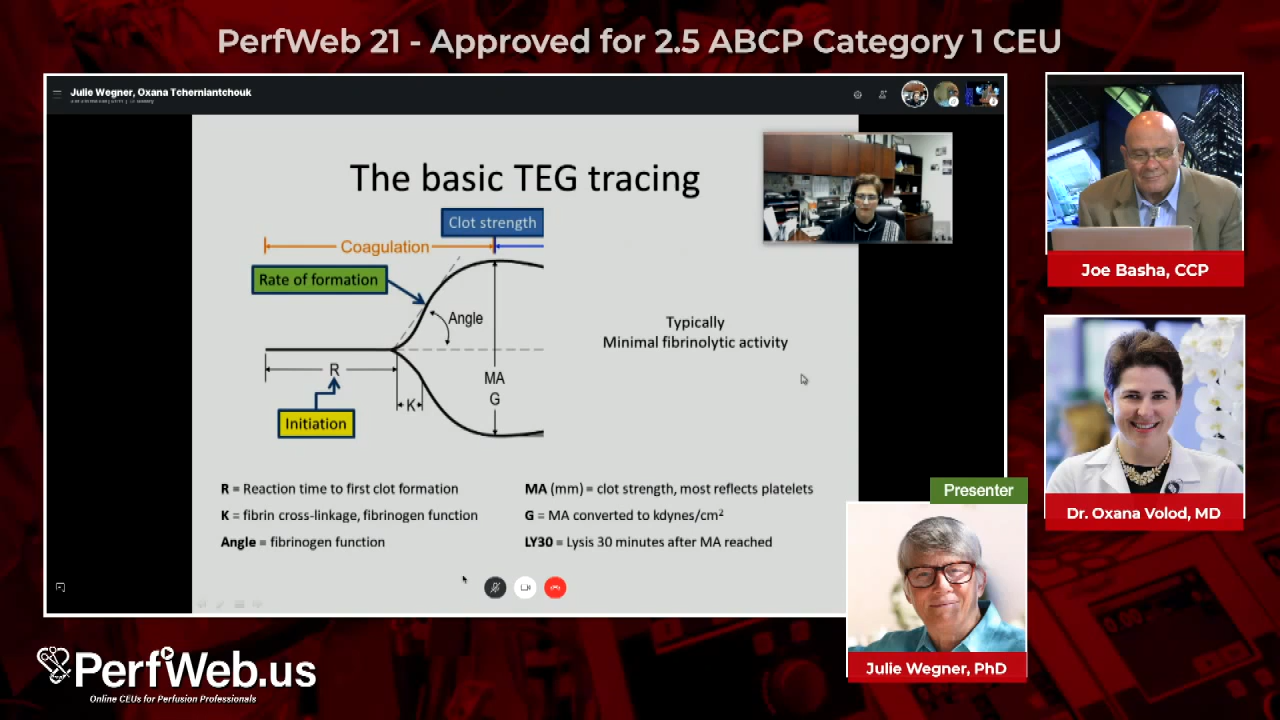 PerfWeb 21 - Approved for 2.5 ABCP Category 1 CEU
Julie Wegner, Oxana Tcherniantchouk
The basic TEG tracing
Clot strength
Coagulation
Rate of formation
Angle
Typically
Minimal fibrinolytic activity
R
MA
G
K
Initiation
R = Reaction time to first clot formation
K = fibrin cross-linkage, fibrinogen function
Angle = fibrinogen function
MA (mm) = clot strength, most reflects platelets
G = MA converted to kdynes/cm²
LY30 = Lysis 30 minutes after MA reached
Joe Basha, CCP
Dr. Oxana Volod, MD
Presenter
Julie Wegner, PhD
PerfWeb.us
Online CEUs for Perfusion Professionals